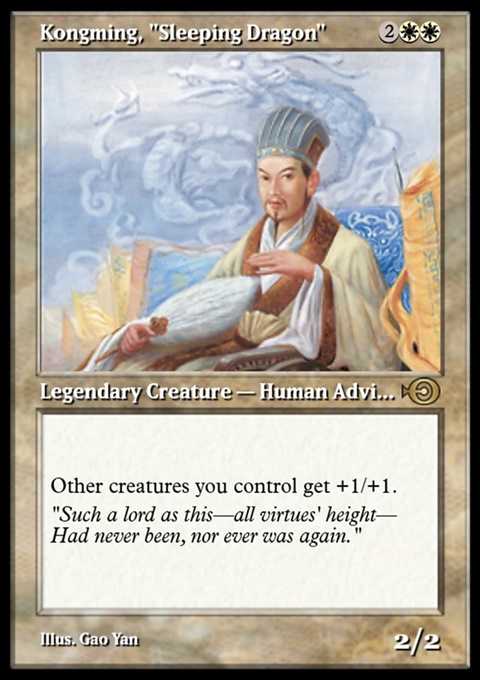 Kongming, "Sleeping Dragon" 2
Legendary Creature — Human Advi...
Other creatures you control get +1/+1.
"Such a lord as this—all virtues' height—
Had never been, nor ever was again."
Illus. Gao Yan 2/2